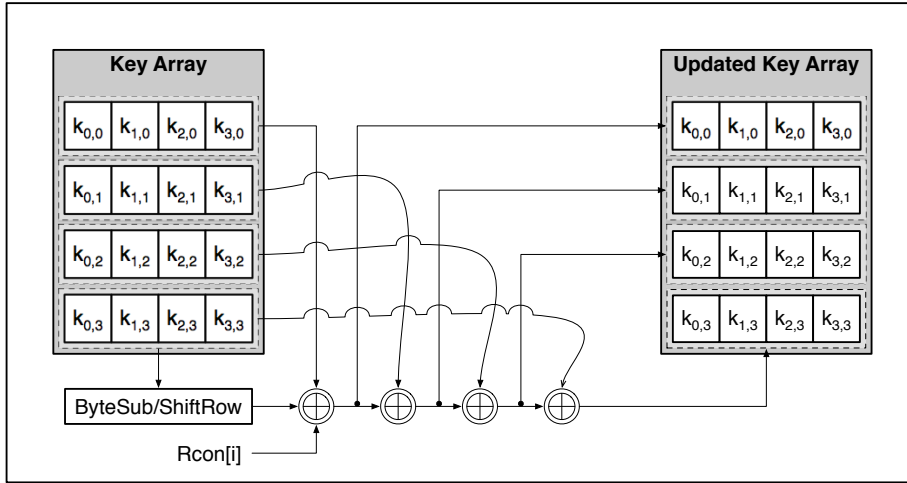 Key Array
k0,0 k1,0 k2,0 k3,0
k0,1 k1,1 k2,1 k3,1
k0,2 k1,2 k2,2 k3,2
k0,3 k1,3 k2,3 k3,3
ByteSub/ShiftRow
Rcon[i]
Updated Key Array
k0,0 k1,0 k2,0 k3,0
k0,1 k1,1 k2,1 k3,1
k0,2 k1,2 k2,2 k3,2
k0,3 k1,3 k2,3 k3,3